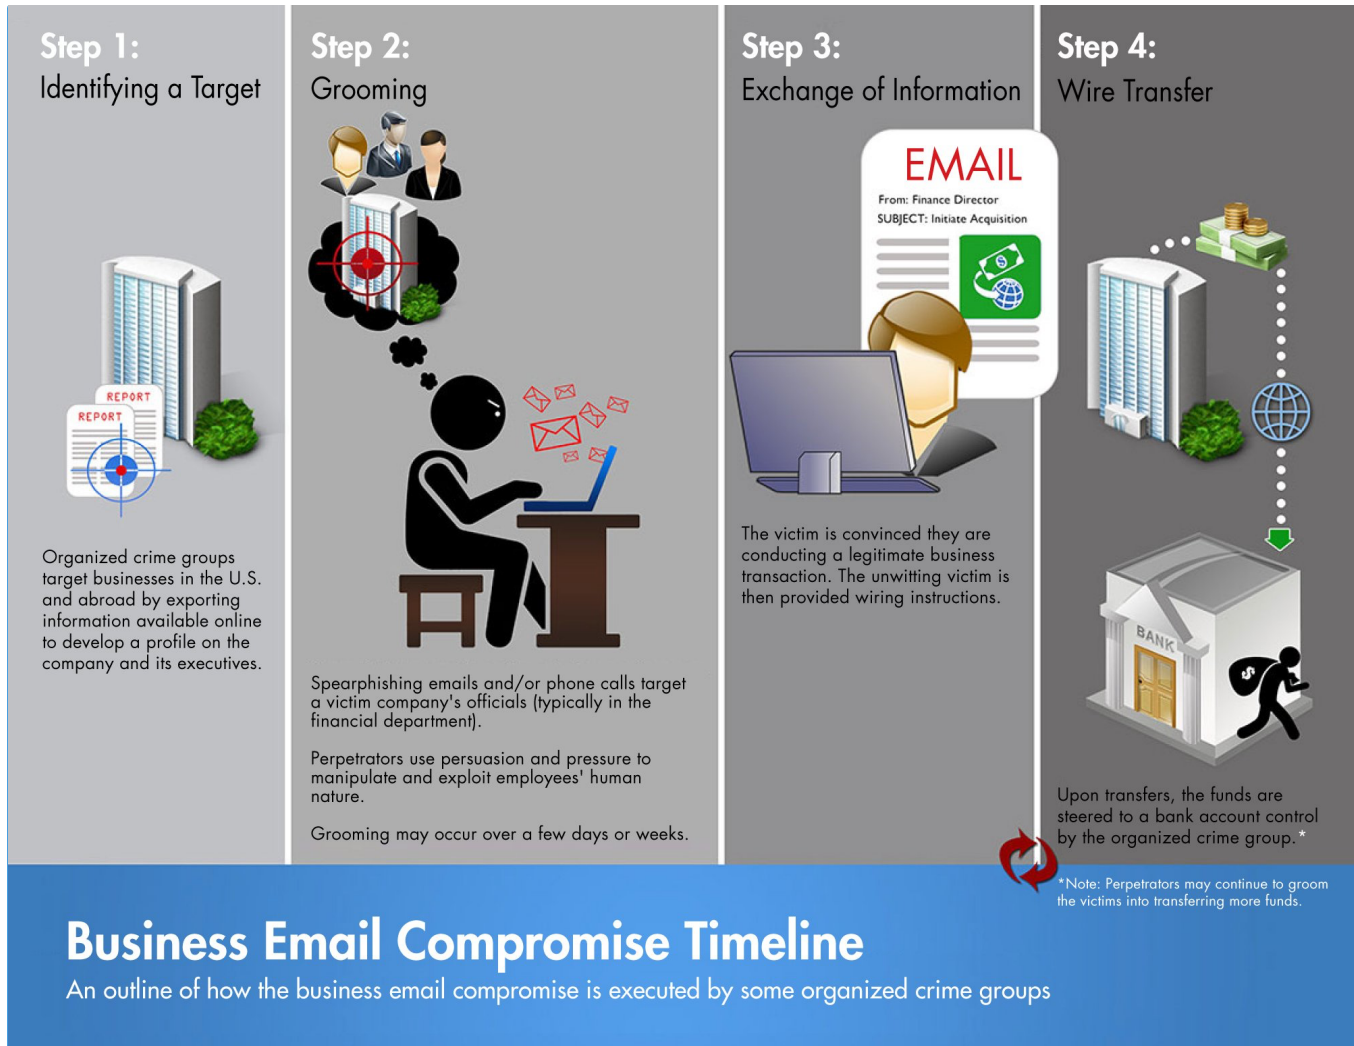 Step 1:
Identifying a Target
REPORT
REPORT
Organized crime groups
target businesses in the U.S.
and abroad by exporting
information available online
to develop a profile on the
company and its executives.
Step 2:
Grooming
Spearphishing emails and/or phone calls target
a victim company's officials (typically in the
financial department).
Perpetrators use persuasion and pressure to
manipulate and exploit employees' human
nature.
Grooming may occur over a few days or weeks.
Step 3:
Exchange of Information
EMAIL
From: Finance Director
SUBJECT: Initiate Acquisition
$
The victim is convinced they are
conducting a legitimate business
transaction. The unwitting victim is
then provided wiring instructions.
Step 4:
Wire Transfer
BANK
$
Upon transfers, the funds are
steered to a bank account control
by the organized crime group.*
*Note: Perpetrators may continue to groom
the victims into transferring more funds.
Business Email Compromise Timeline
An outline of how the business email compromise is executed by some organized crime groups